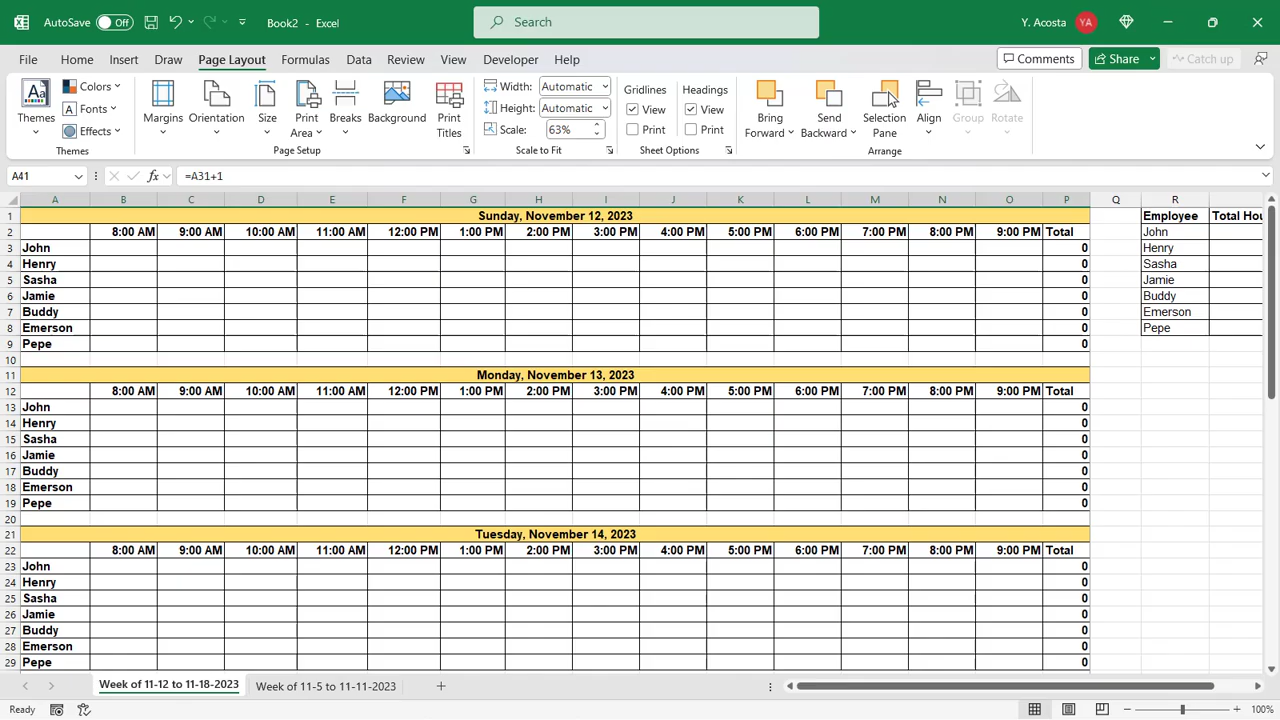 AutoSave Off Book2 - Excel Search Y. Acosta YA
File Home Insert Draw Page Layout Formulas Data Review View Developer Help Comments Share Catch up
Themes Colors Fonts Effects Margins Orientation Size Print Area Breaks Background Print Titles Width: Automatic Height: Automatic Scale: 63% Gridlines View Print Headings View Print Bring Forward Send Backward Selection Pane Align Group Rotate
Themes Page Setup Scale to Fit Sheet Options Arrange
A41 fx =A31+1
A B C D E F G H I J K L M N O P Q R
1 Sunday, November 12, 2023 Employee Total Hou
2 8:00 AM 9:00 AM 10:00 AM 11:00 AM 12:00 PM 1:00 PM 2:00 PM 3:00 PM 4:00 PM 5:00 PM 6:00 PM 7:00 PM 8:00 PM 9:00 PM Total John
3 John 0 Henry
4 Henry 0 Sasha
5 Sasha 0 Jamie
6 Jamie 0 Buddy
7 Buddy 0 Emerson
8 Emerson 0 Pepe
9 Pepe 0
10
11 Monday, November 13, 2023
12 8:00 AM 9:00 AM 10:00 AM 11:00 AM 12:00 PM 1:00 PM 2:00 PM 3:00 PM 4:00 PM 5:00 PM 6:00 PM 7:00 PM 8:00 PM 9:00 PM Total
13 John 0
14 Henry 0
15 Sasha 0
16 Jamie 0
17 Buddy 0
18 Emerson 0
19 Pepe 0
20
21 Tuesday, November 14, 2023
22 8:00 AM 9:00 AM 10:00 AM 11:00 AM 12:00 PM 1:00 PM 2:00 PM 3:00 PM 4:00 PM 5:00 PM 6:00 PM 7:00 PM 8:00 PM 9:00 PM Total
23 John 0
24 Henry 0
25 Sasha 0
26 Jamie 0
27 Buddy 0
28 Emerson 0
29 Pepe 0
Week of 11-12 to 11-18-2023 Week of 11-5 to 11-11-2023
Ready 100%